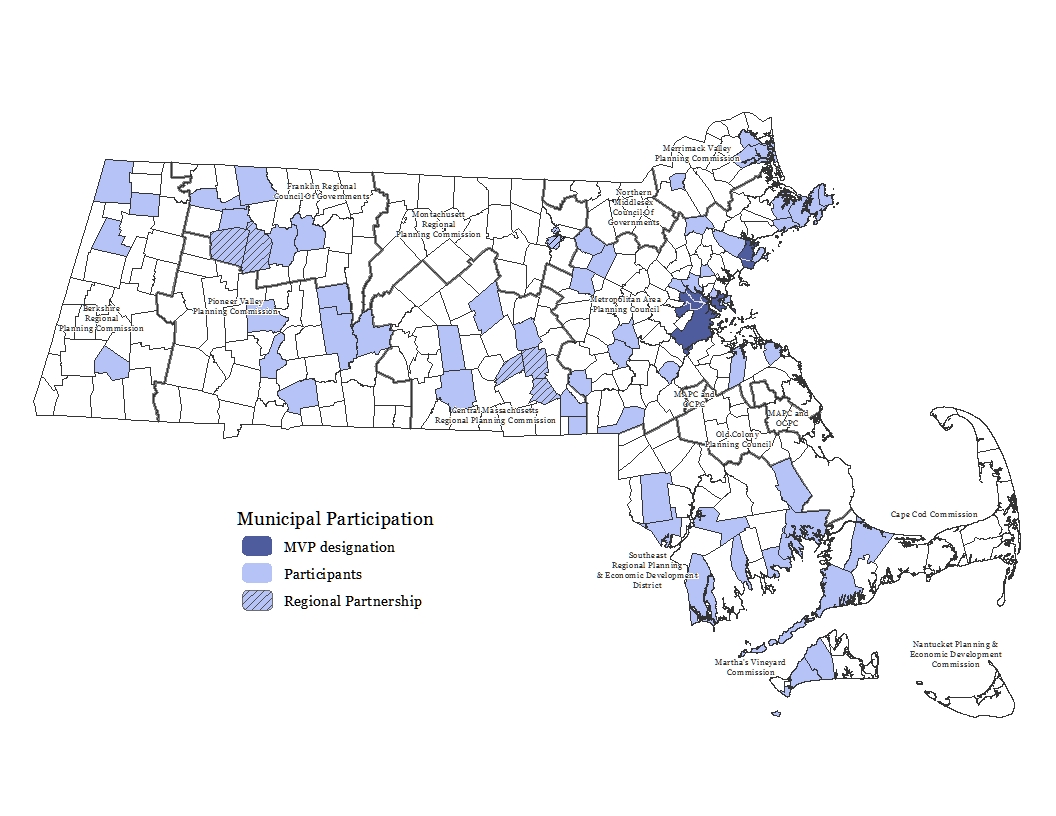 Merrimack Valley
Planning Commission
Franklin Regional
Council Of Governments
Northern
Middlesex
Council Of
Governments
Montachusett
Regional
Planning Commission
Metropolitan Area
Planning Council
Pioneer Valley
Planning Commission
Berkshire
Regional
Planning Commission
MAPC and
OCPC
MAPC and
OCPC
Central Massachusetts
Regional Planning Commission
Old Colony
Planning Council
Cape Cod Commission
Municipal Participation
MVP designation
Participants
Regional Partnership
Southeast
Regional Planning
& Economic Development
District
Martha's Vineyard
Commission
Nantucket Planning &
Economic Development
Commission